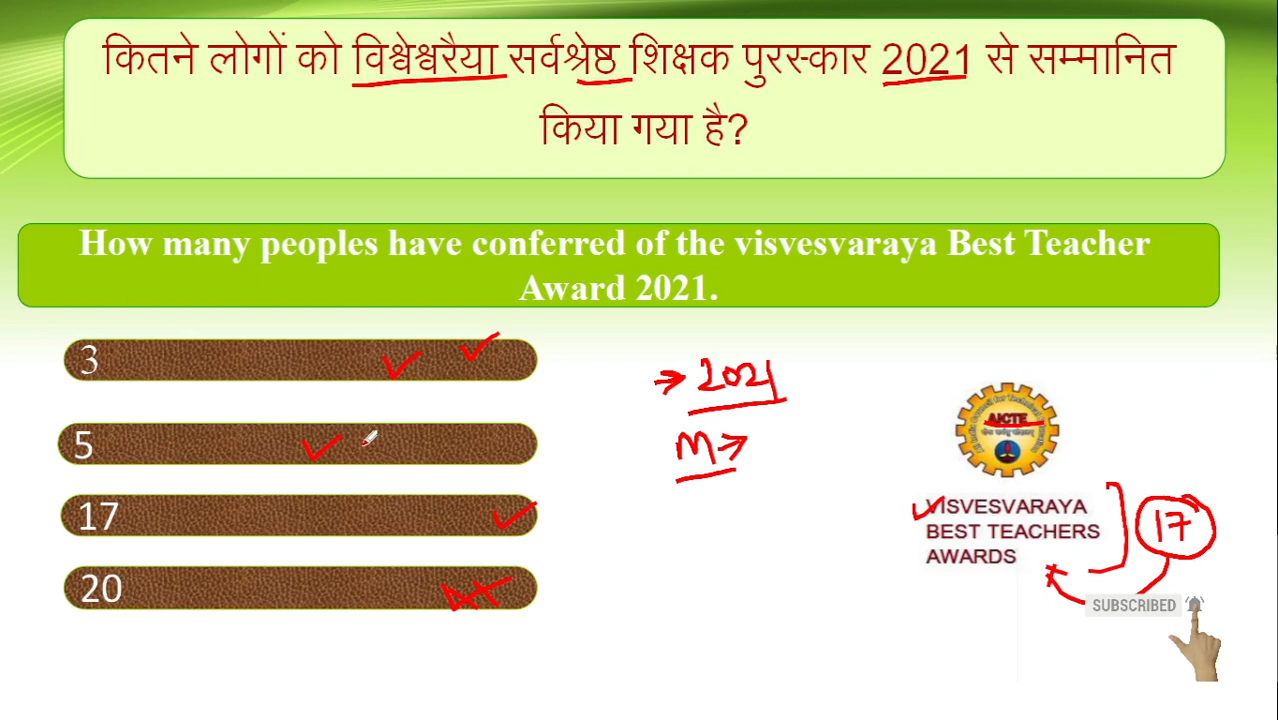 कितने लोगों को विश्वेश्वरैया सर्वश्रेष्ठ शिक्षक पुरस्कार 2021 से सम्मानित
किया गया है?
How many peoples have conferred of the visvesvaraya Best Teacher
Award 2021.
3
5
17
20
→ 2021
M→
AICTE
VISVESVARAYA
BEST TEACHERS
AWARDS
17
SUBSCRIBED